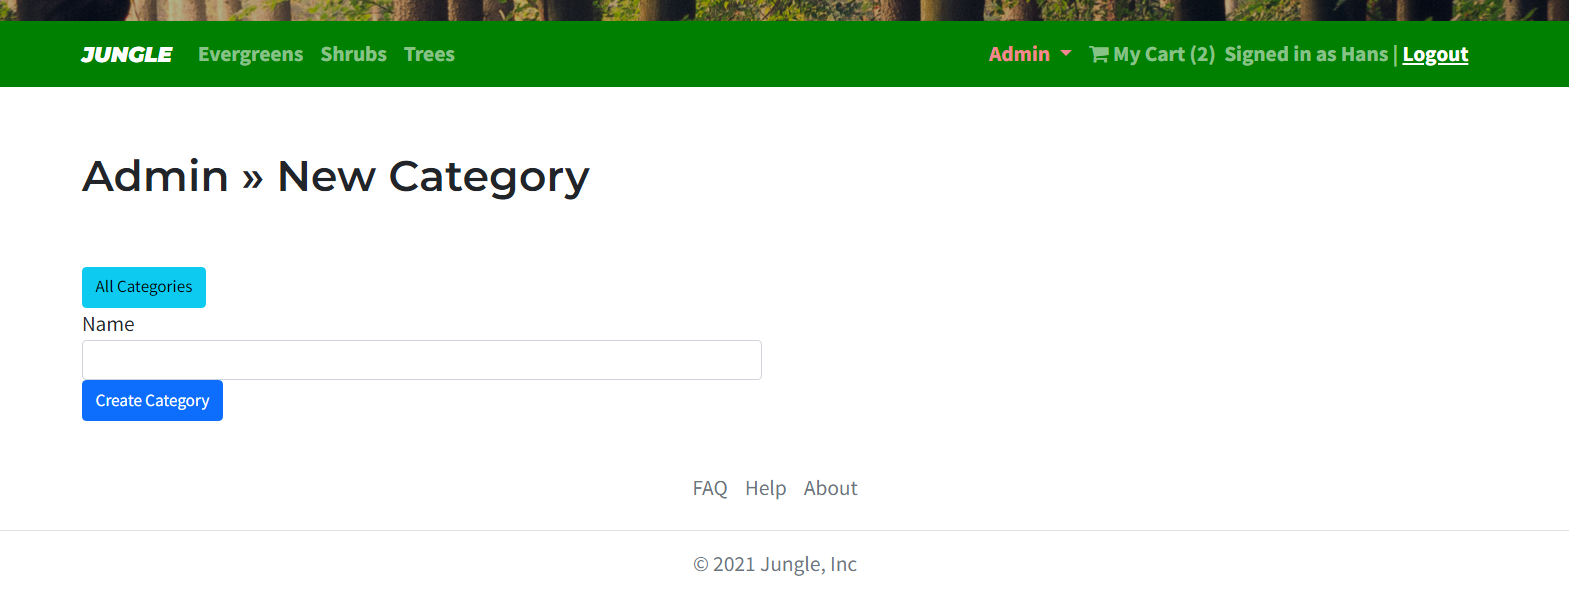 JUNGLE Evergreens Shrubs Trees Admin My Cart (2) Signed in as Hans | Logout
Admin » New Category
All Categories
Name
Create Category
FAQ Help About
© 2021 Jungle, Inc